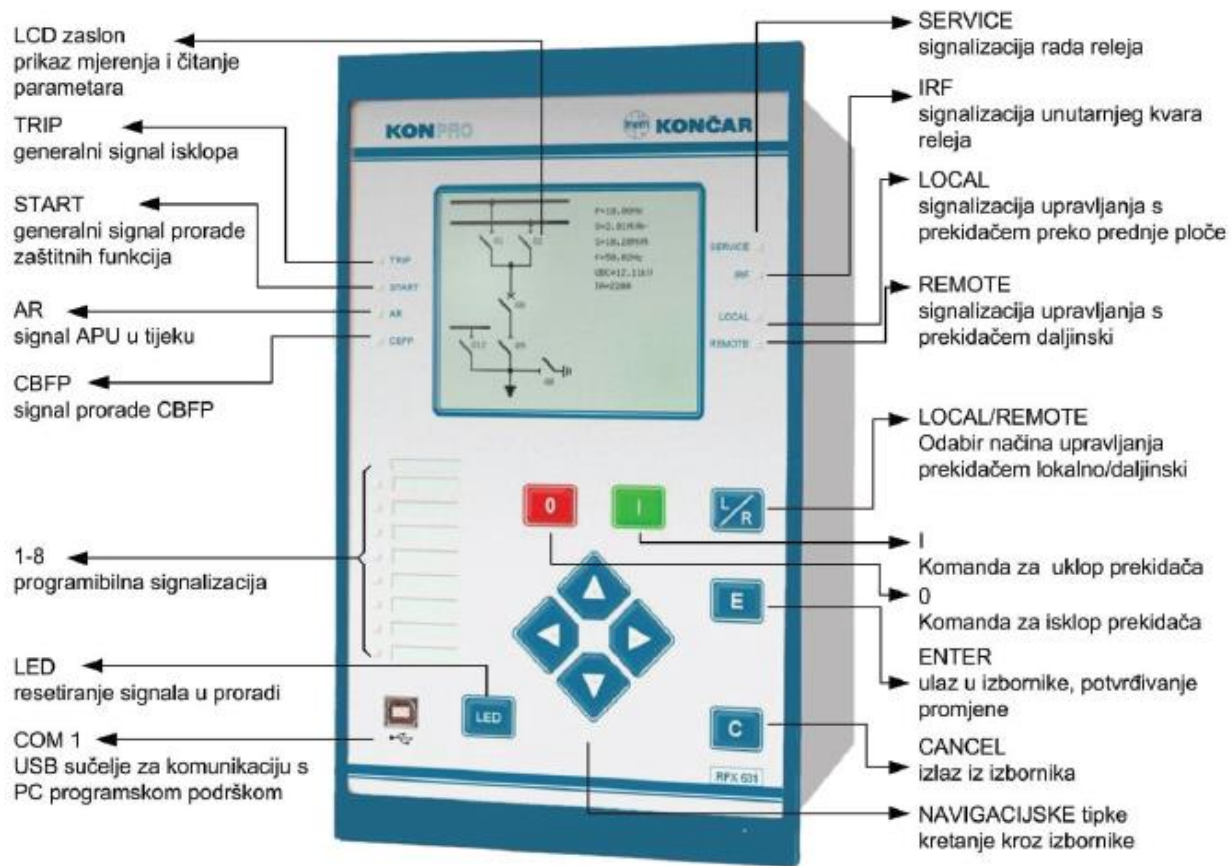 LCD zaslon
prikaz mjerenja i čitanje
parametara
TRIP
generalni signal isklopa
START
generalni signal prorade
zaštitnih funkcija
AR
signal APU u tijeku
CBFP
signal prorade CBFP
1-8
programibilna signalizacija
LED
resetiranje signala u proradi
COM 1
USB sučelje za komunikaciju s
PC programskom podrškom
KONPRO
KONČAR
TRIP
START
AR
CBFP
SERVICE
IRF
LOCAL
REMOTE
0
I
L/R
E
C
LED
RFX 631
SERVICE
signalizacija rada releja
IRF
signalizacija unutarnjeg kvara
releja
LOCAL
signalizacija upravljanja s
prekidačem preko prednje ploče
REMOTE
signalizacija upravljanja s
prekidačem daljinski
LOCAL/REMOTE
Odabir načina upravljanja
prekidačem lokalno/daljinski
I
Komanda za uklop prekidača
0
Komanda za isklop prekidača
ENTER
ulaz u izbornike, potvrđivanje
promjene
CANCEL
izlaz iz izbornika
NAVIGACIJSKE tipke
kretanje kroz izbornike